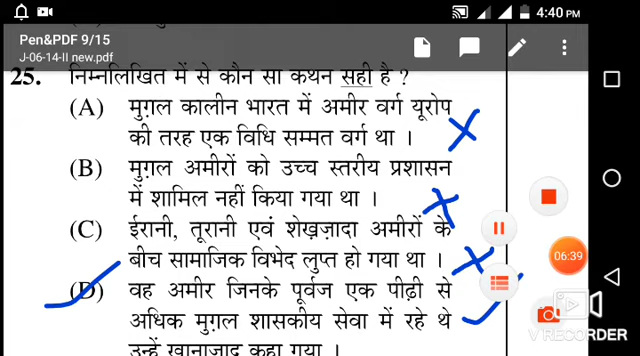 4:40 PM
Pen&PDF 9/15
J-06-14-II new.pdf
25. निम्नलिखित में से कौन सा कथन सही है ?
(A) मुग़ल कालीन भारत में अमीर वर्ग यूरोप
की तरह एक विधि सम्मत वर्ग था ।
(B) मुग़ल अमीरों को उच्च स्तरीय प्रशासन
में शामिल नहीं किया गया था ।
(C) ईरानी, तूरानी एवं शेख़ज़ादा अमीरों के
बीच सामाजिक विभेद लुप्त हो गया था ।
(D) वह अमीर जिनके पूर्वज एक पीढ़ी से
अधिक मुग़ल शासकीय सेवा में रहे थे
उन्हें खानाजाद कहा गया ।
06:39
V RECORDER